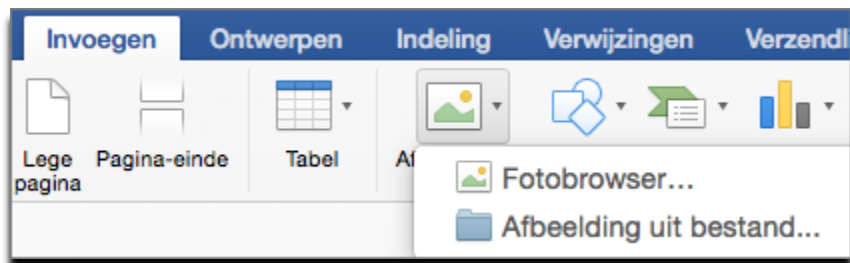 Invoegen Ontwerpen Indeling Verwijzingen
Lege Pagina-einde Tabel
pagina
Fotobrowser...
Afbeelding uit bestand...